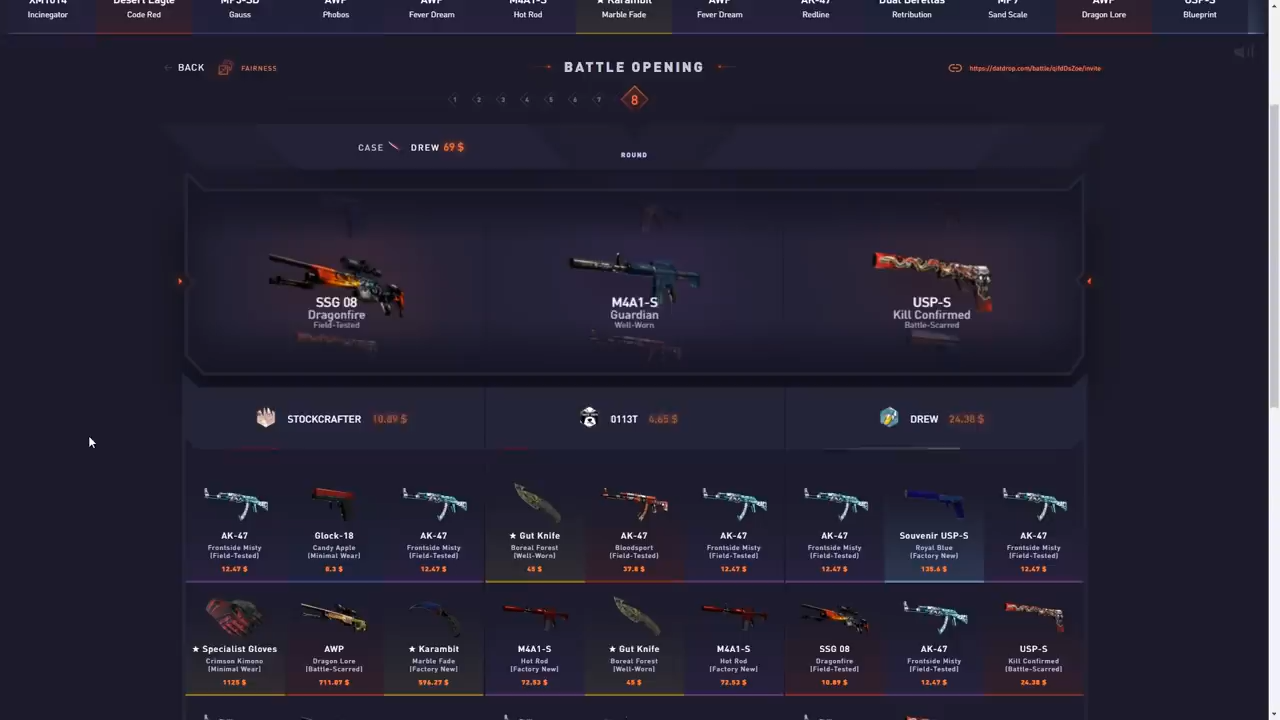 XM1014 Desert Eagle MP5-SD AWP AWP M4A1-S ★ Karambit AWP AK-47 Dual Berettas MP7 AWP USP-S
Incinegator Code Red Gauss Phobos Fever Dream Hot Rod Marble Fade Fever Dream Redline Retribution Sand Scale Dragon Lore Blueprint
BACK FAIRNESS BATTLE OPENING
1 2 3 4 5 6 7 8
CASE DREW 69 $
ROUND
SSG 08 M4A1-S USP-S
Dragonfire Guardian Kill Confirmed
Field-Tested Well-Worn Battle-Scarred
STOCKCRAFTER 10.89 $ 0113T 4.65 $ DREW 24.38 $
AK-47 Glock-18 AK-47 ★ Gut Knife AK-47 AK-47 AK-47 Souvenir USP-S AK-47
Frontside Misty Candy Apple Frontside Misty Boreal Forest Bloodsport Frontside Misty Frontside Misty Royal Blue Frontside Misty
[Field-Tested] [Minimal Wear] [Field-Tested] [Well-Worn] [Field-Tested] [Field-Tested] [Field-Tested] [Factory New] [Field-Tested]
12.47 $ 8.3 $ 12.47 $ 45 $ 37.8 $ 12.47 $ 12.47 $ 135.6 $ 12.47 $
★ Specialist Gloves AWP ★ Karambit M4A1-S ★ Gut Knife M4A1-S SSG 08 AK-47 USP-S
Crimson Kimono Dragon Lore Marble Fade Hot Rod Boreal Forest Hot Rod Dragonfire Frontside Misty Kill Confirmed
[Minimal Wear] [Battle-Scarred] [Factory New] [Factory New] [Well-Worn] [Factory New] [Field-Tested] [Field-Tested] [Battle-Scarred]
1125 $ 711.87 $ 596.27 $ 72.53 $ 45 $ 72.53 $ 10.89 $ 12.47 $ 24.38 $